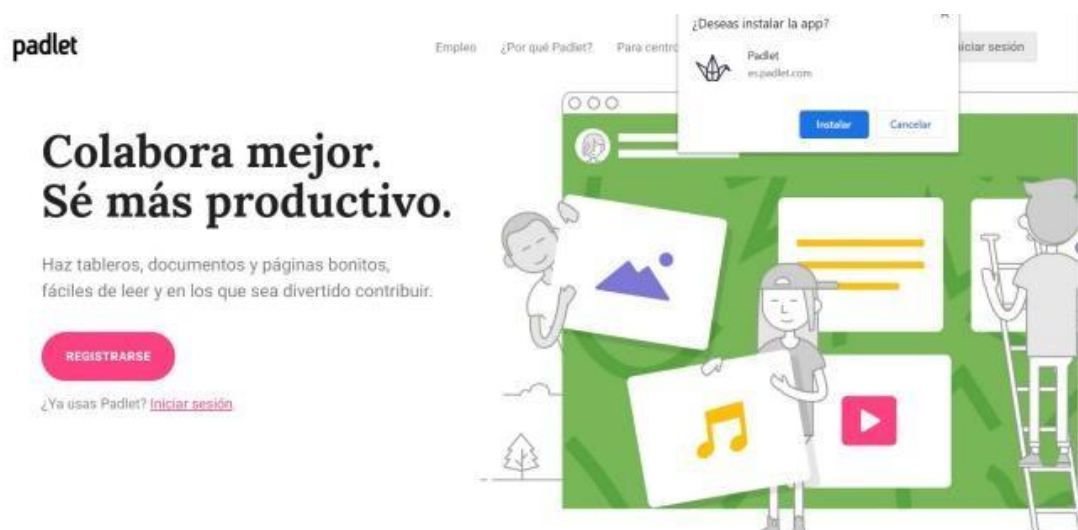 padlet
Empleo ¿Por qué Padlet? Para centro
iciar sesión
¿Deseas instalar la app?
Padlet
es.padlet.com
Instalar Cancelar
Colabora mejor.
Sé más productivo.
Haz tableros, documentos y páginas bonitos,
fáciles de leer y en los que sea divertido contribuir.
REGISTRARSE
¿Ya usas Padlet? Iniciar sesión